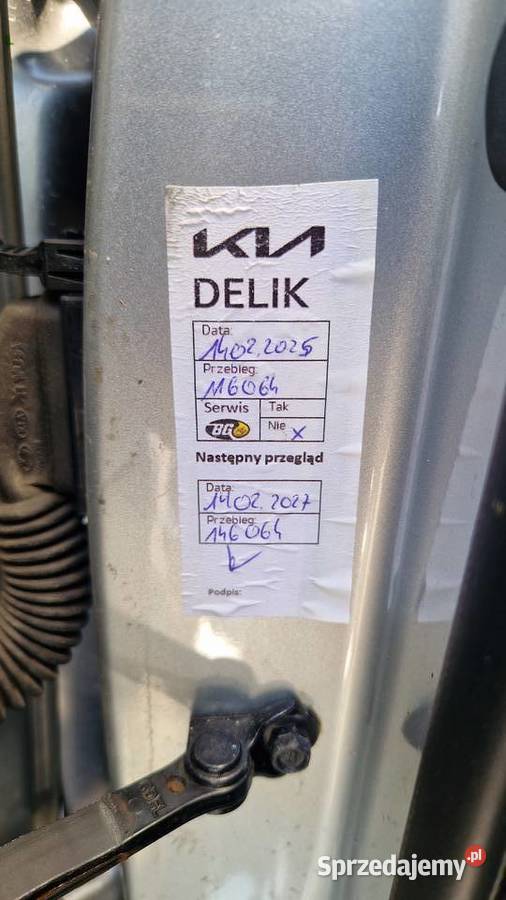 KIA
DELIK
Data:
14.02.2025
Przebieg:
116064
Serwis Tak
BG Nie X
Następny przegląd
Data:
14.02.2027
Przebieg:
146064
Podpis:
Sprzedajemy.pl